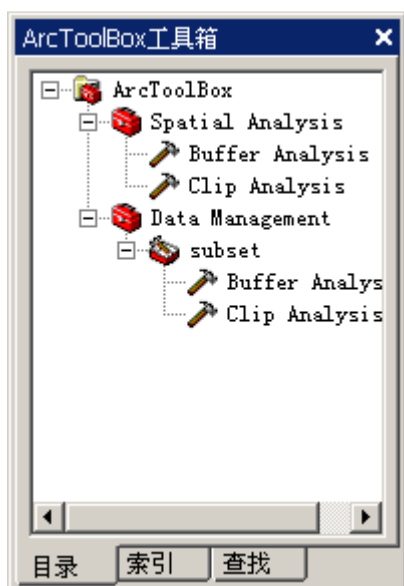 ArcToolBox工具箱
ArcToolBox
Spatial Analysis
Buffer Analysis
Clip Analysis
Data Management
subset
Buffer Analys
Clip Analysis
目录 索引 查找